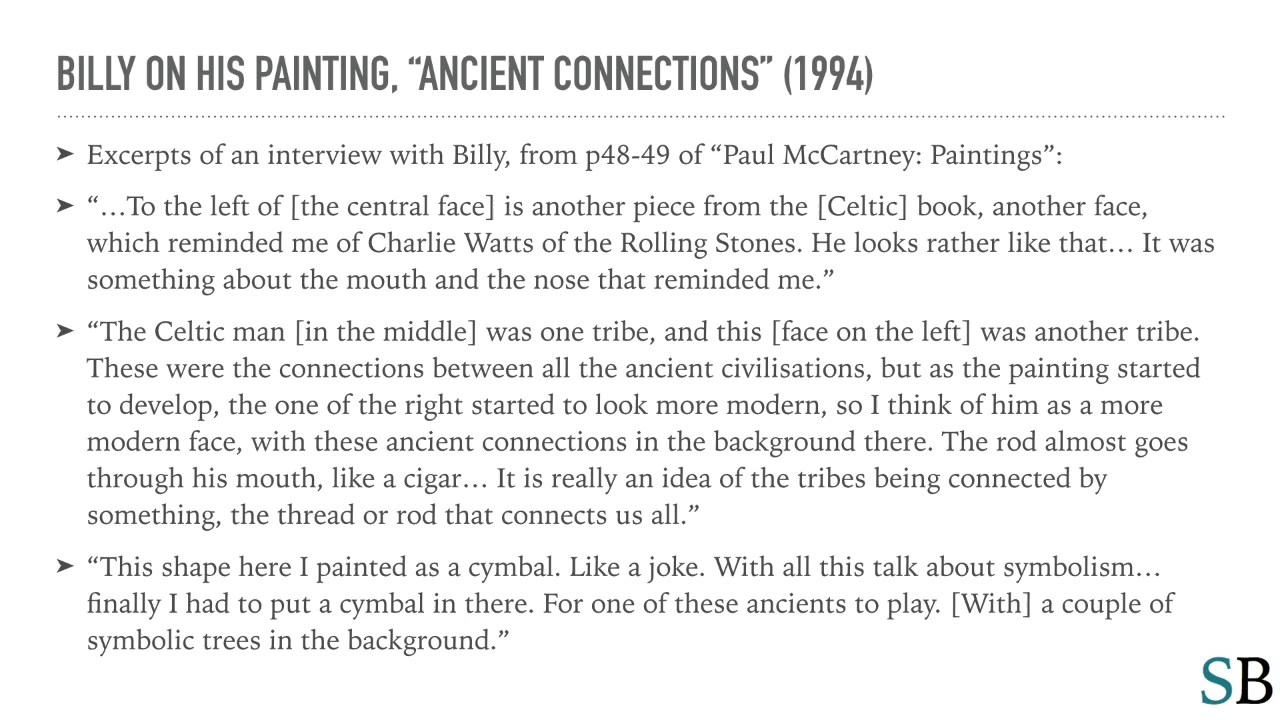 BILLY ON HIS PAINTING, “ANCIENT CONNECTIONS” (1994)
➤ Excerpts of an interview with Billy, from p48-49 of “Paul McCartney: Paintings”:
➤ “…To the left of [the central face] is another piece from the [Celtic] book, another face,
which reminded me of Charlie Watts of the Rolling Stones. He looks rather like that… It was
something about the mouth and the nose that reminded me.”
➤ “The Celtic man [in the middle] was one tribe, and this [face on the left] was another tribe.
These were the connections between all the ancient civilisations, but as the painting started
to develop, the one of the right started to look more modern, so I think of him as a more
modern face, with these ancient connections in the background there. The rod almost goes
through his mouth, like a cigar… It is really an idea of the tribes being connected by
something, the thread or rod that connects us all.”
➤ “This shape here I painted as a cymbal. Like a joke. With all this talk about symbolism…
finally I had to put a cymbal in there. For one of these ancients to play. [With] a couple of
symbolic trees in the background.”
SB